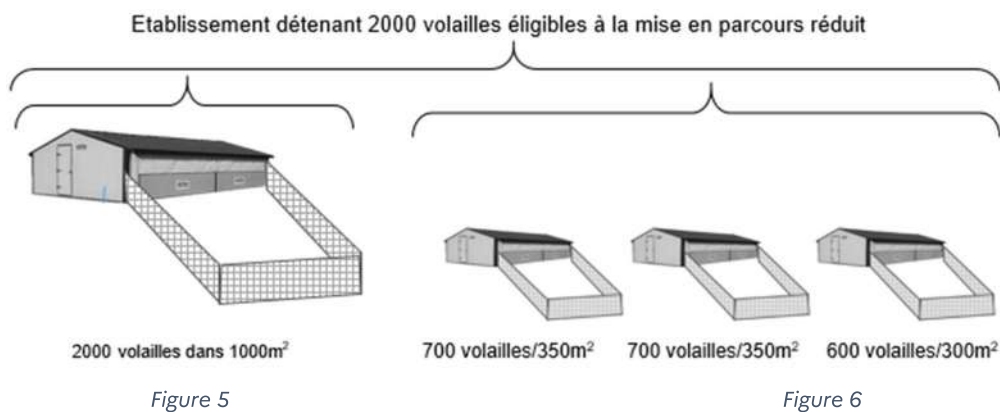 Etablissement détenant 2000 volailles éligibles à la mise en parcours réduit
2000 volailles dans 1000m²
700 volailles/350m² 700 volailles/350m² 600 volailles/300m²
Figure 5 Figure 6